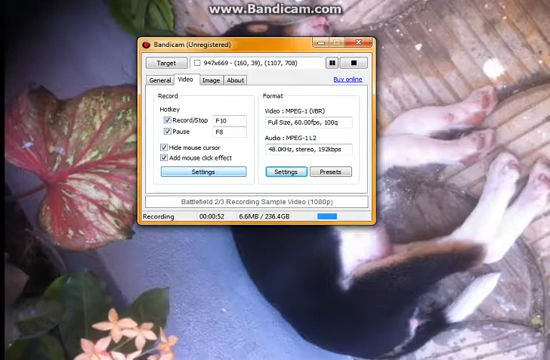 www.Bandicam.com
Bandicam (Unregistered)
Target
947x669 - (160, 39), (1107, 708)
General
Video
Image
About
Buy online
Record
Hotkey
Record/Stop
F10
Pause
F8
Hide mouse cursor
Add mouse click effect
Settings
Format
Video : MPEG-1 (VBR)
Full Size, 60.00fps, 100q
Audio : MPEG-1 L2
48.0KHz, stereo, 192kbps
Settings
Presets
Battlefield 2/3 Recording Sample Video (1080p)
Recording
00:00:52
6.6MB / 236.4GB